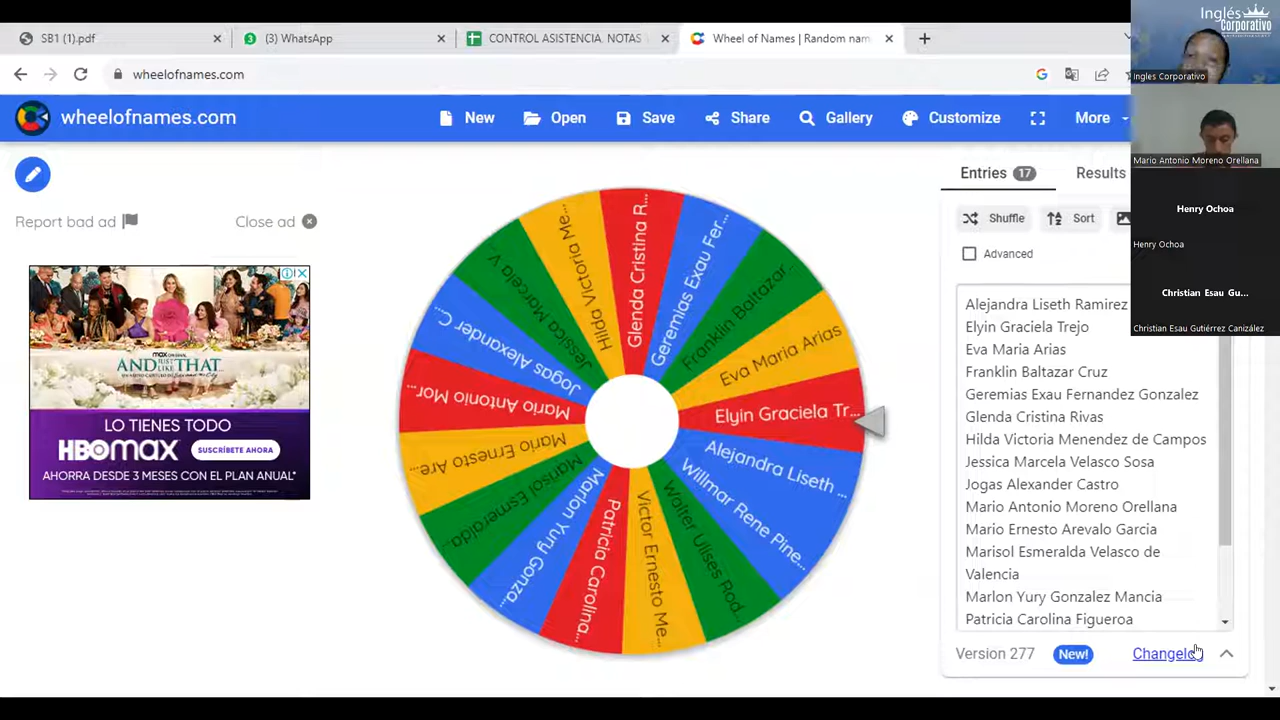 SB1 (1).pdf
(3) WhatsApp
CONTROL ASISTENCIA, NOTAS
Wheel of Names | Random nam
wheelofnames.com
wheelofnames.com
New
Open
Save
Share
Gallery
Customize
More
Inglés
Corporativo
Ingles Corporativo
Mario Antonio Moreno Orellana
Henry Ochoa
Henry Ochoa
Christian Esau Gu...
Christian Esau Gutiérrez Canizález
Report bad ad
Close ad
max original
AND JUST LIKE THAT...
LO TIENES TODO
HBOMAX
SUSCRÍBETE AHORA
AHORRA DESDE 3 MESES CON EL PLAN ANUAL*
Glenda Cristina R...
Geremias Exau Fer...
Franklin Baltazar...
Eva Maria Arias
Elyin Graciela Tr...
Alejandra Liseth ...
Willmar Rene Pine...
Walter Ulises Rod...
Victor Ernesto Me...
Patricia Carolina...
Marlon Yury Gonza...
Marisol Esmeralda...
Mario Ernesto Are...
Mario Antonio Mor...
Jogas Alexander C...
Jessica Marcela V...
Hilda Victoria Me...
Entries 17
Results
Shuffle
Sort
Advanced
Alejandra Liseth Ramirez
Elyin Graciela Trejo
Eva Maria Arias
Franklin Baltazar Cruz
Geremias Exau Fernandez Gonzalez
Glenda Cristina Rivas
Hilda Victoria Menendez de Campos
Jessica Marcela Velasco Sosa
Jogas Alexander Castro
Mario Antonio Moreno Orellana
Mario Ernesto Arevalo Garcia
Marisol Esmeralda Velasco de
Valencia
Marlon Yury Gonzalez Mancia
Patricia Carolina Figueroa
Version 277
New!
Changelog